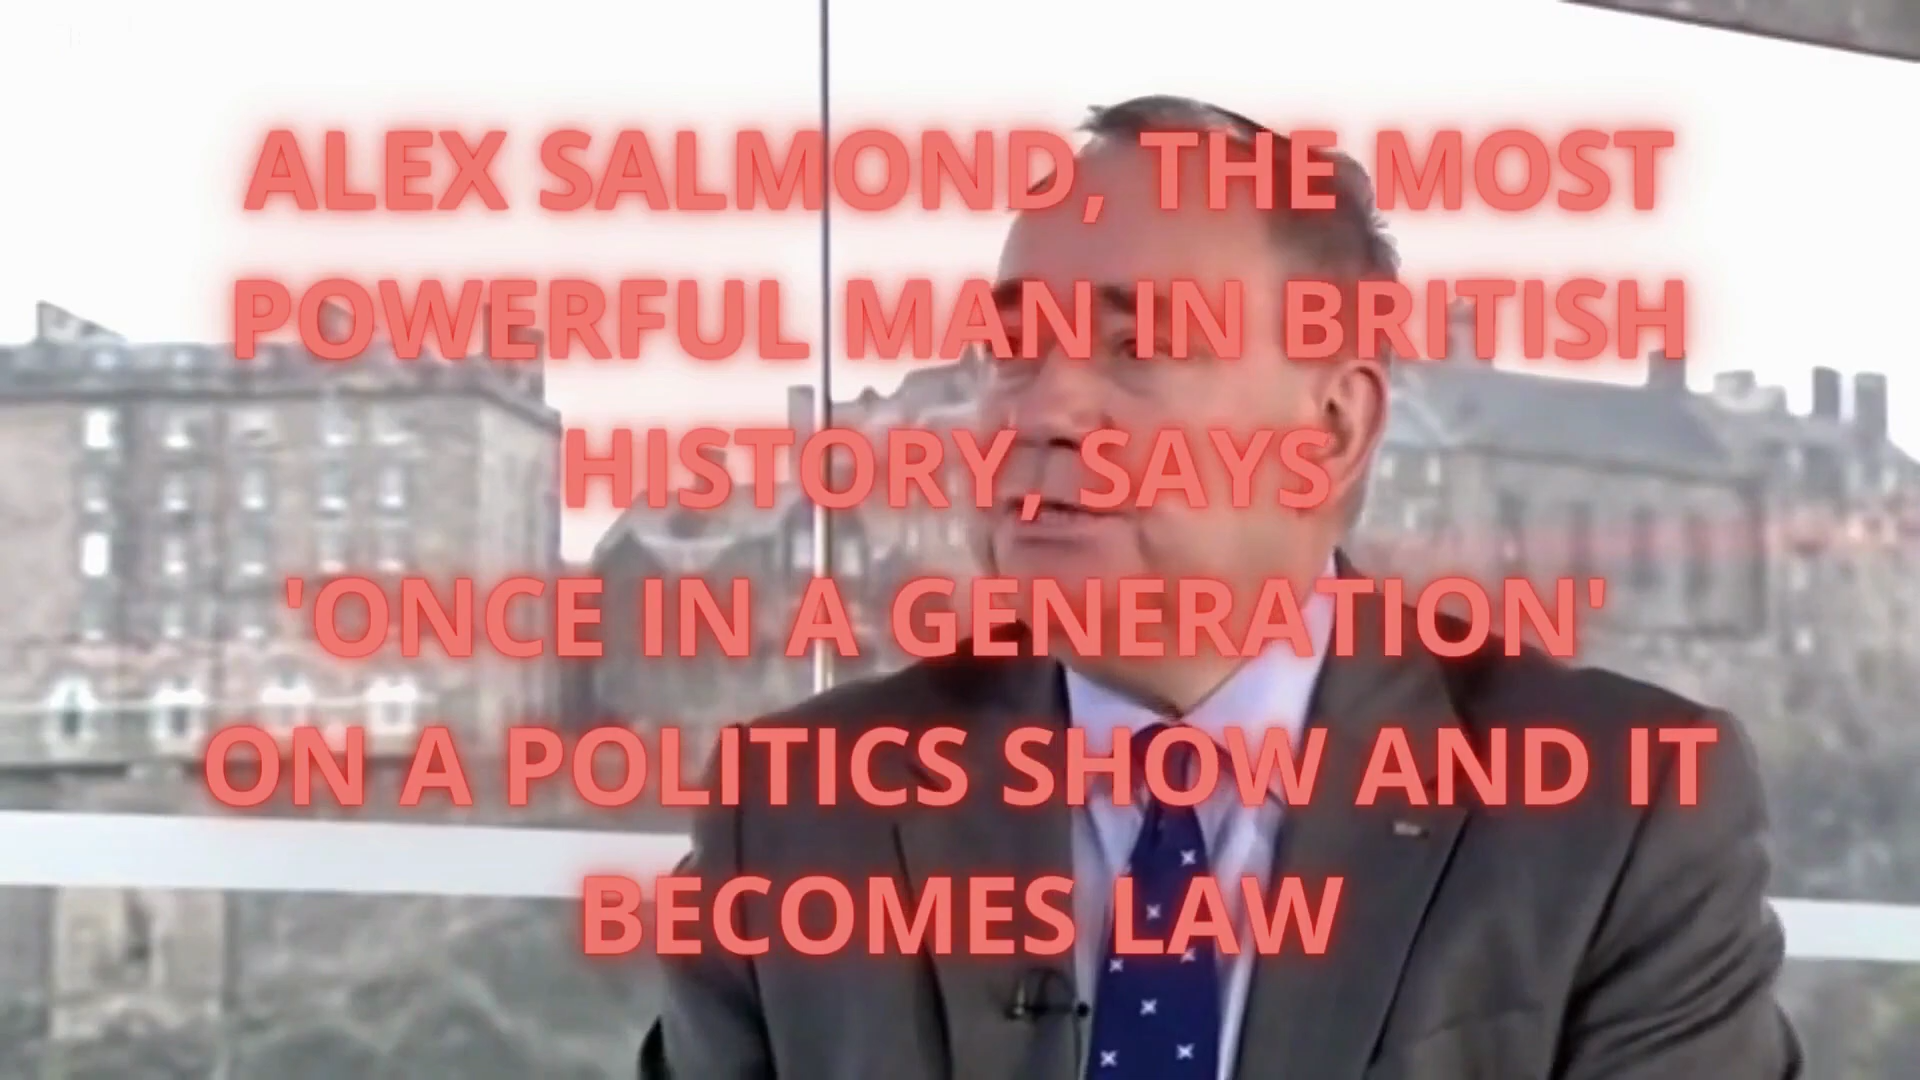 ALEX SALMOND, THE MOST
POWERFUL MAN IN BRITISH
HISTORY, SAYS
'ONCE IN A GENERATION'
ON A POLITICS SHOW AND IT
BECOMES LAW